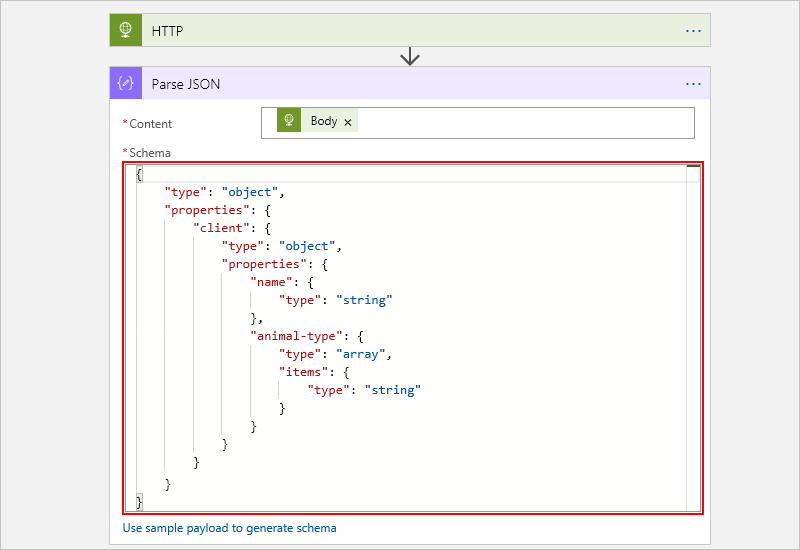 HTTP
...
Parse JSON
...
*Content
Body ×
*Schema
{
    "type": "object",
    "properties": {
        "client": {
            "type": "object",
            "properties": {
                "name": {
                    "type": "string"
                },
                "animal-type": {
                    "type": "array",
                    "items": {
                        "type": "string"
                    }
                }
            }
        }
    }
}
Use sample payload to generate schema